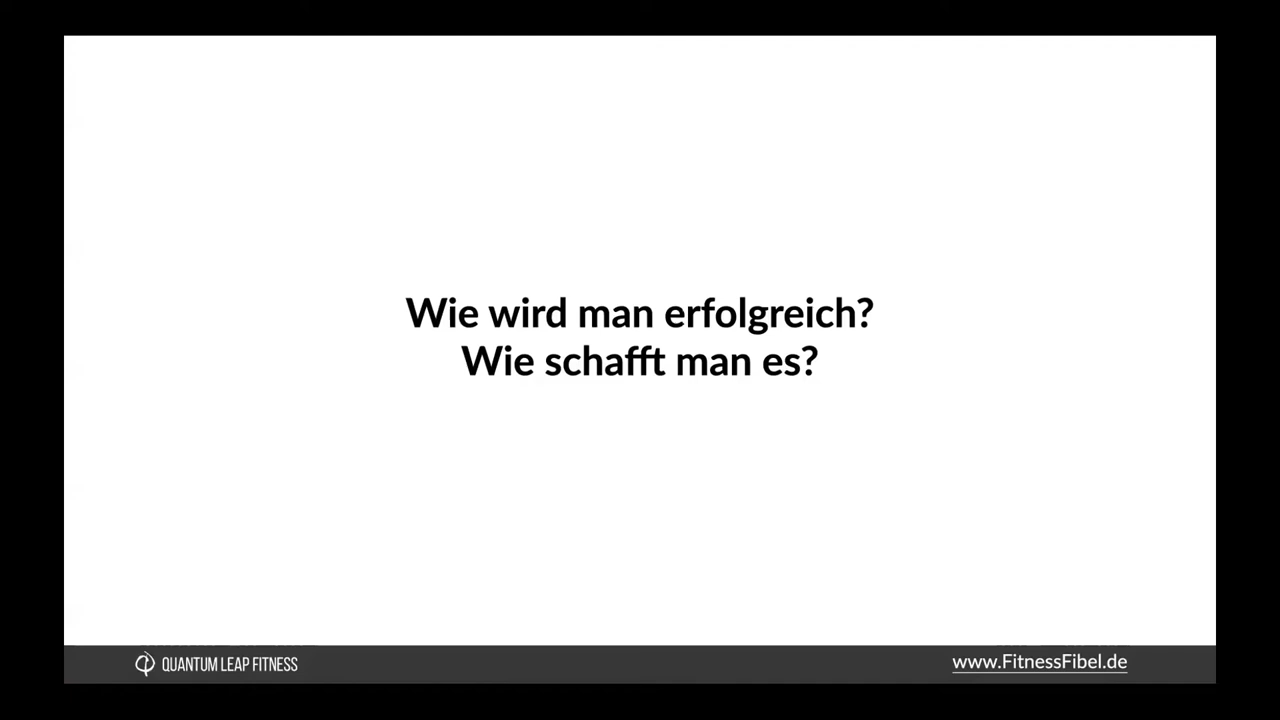 Wie wird man erfolgreich?
Wie schafft man es?
QUANTUM LEAP FITNESS
www.FitnessFibel.de